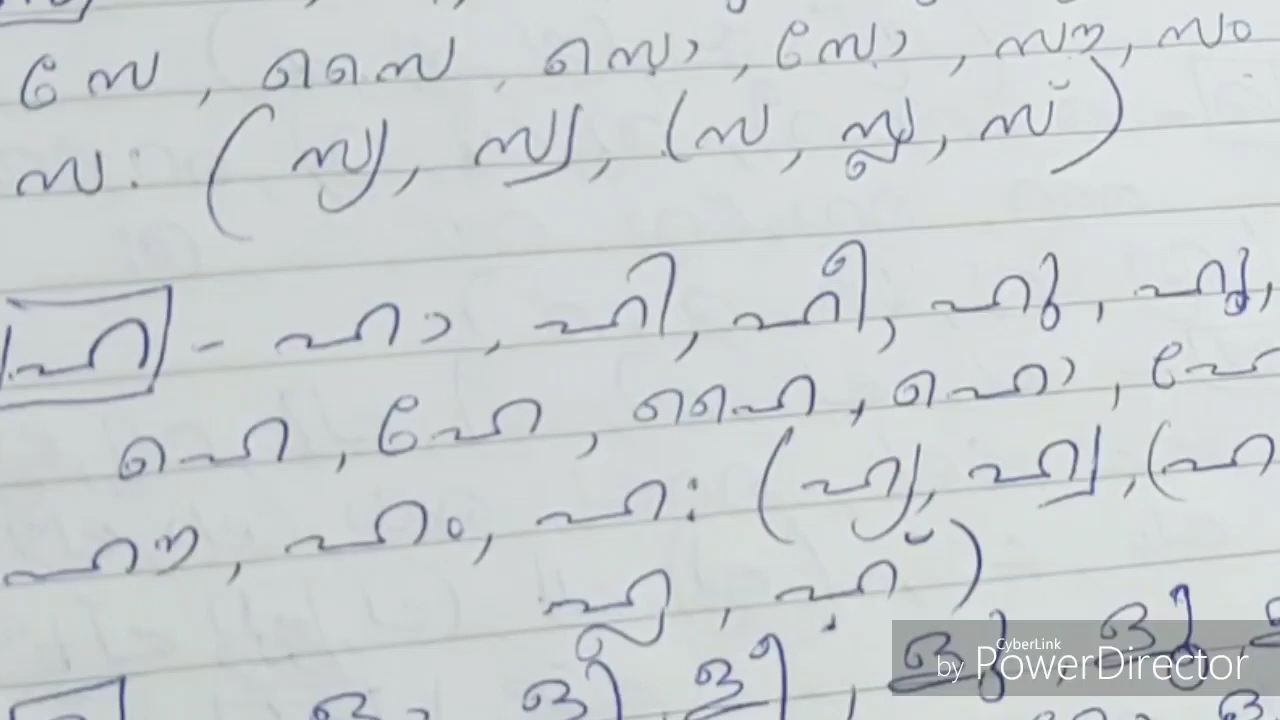 സേ, സൈ, സൊ, സോ, സൗ, സം
സഃ (സ്യ, സ്വ, സ്ര, സ്ല, സ്)
ഹ - ഹാ, ഹി, ഹീ, ഹു, ഹൂ,
ഹെ, ഹേ, ഹൈ, ഹൊ, ഹോ
ഹൗ, ഹം, ഹഃ (ഹ്യ, ഹ്വ, ഹ്ര
ഹ്ല, ഹ്)
CyberLink
by PowerDirector